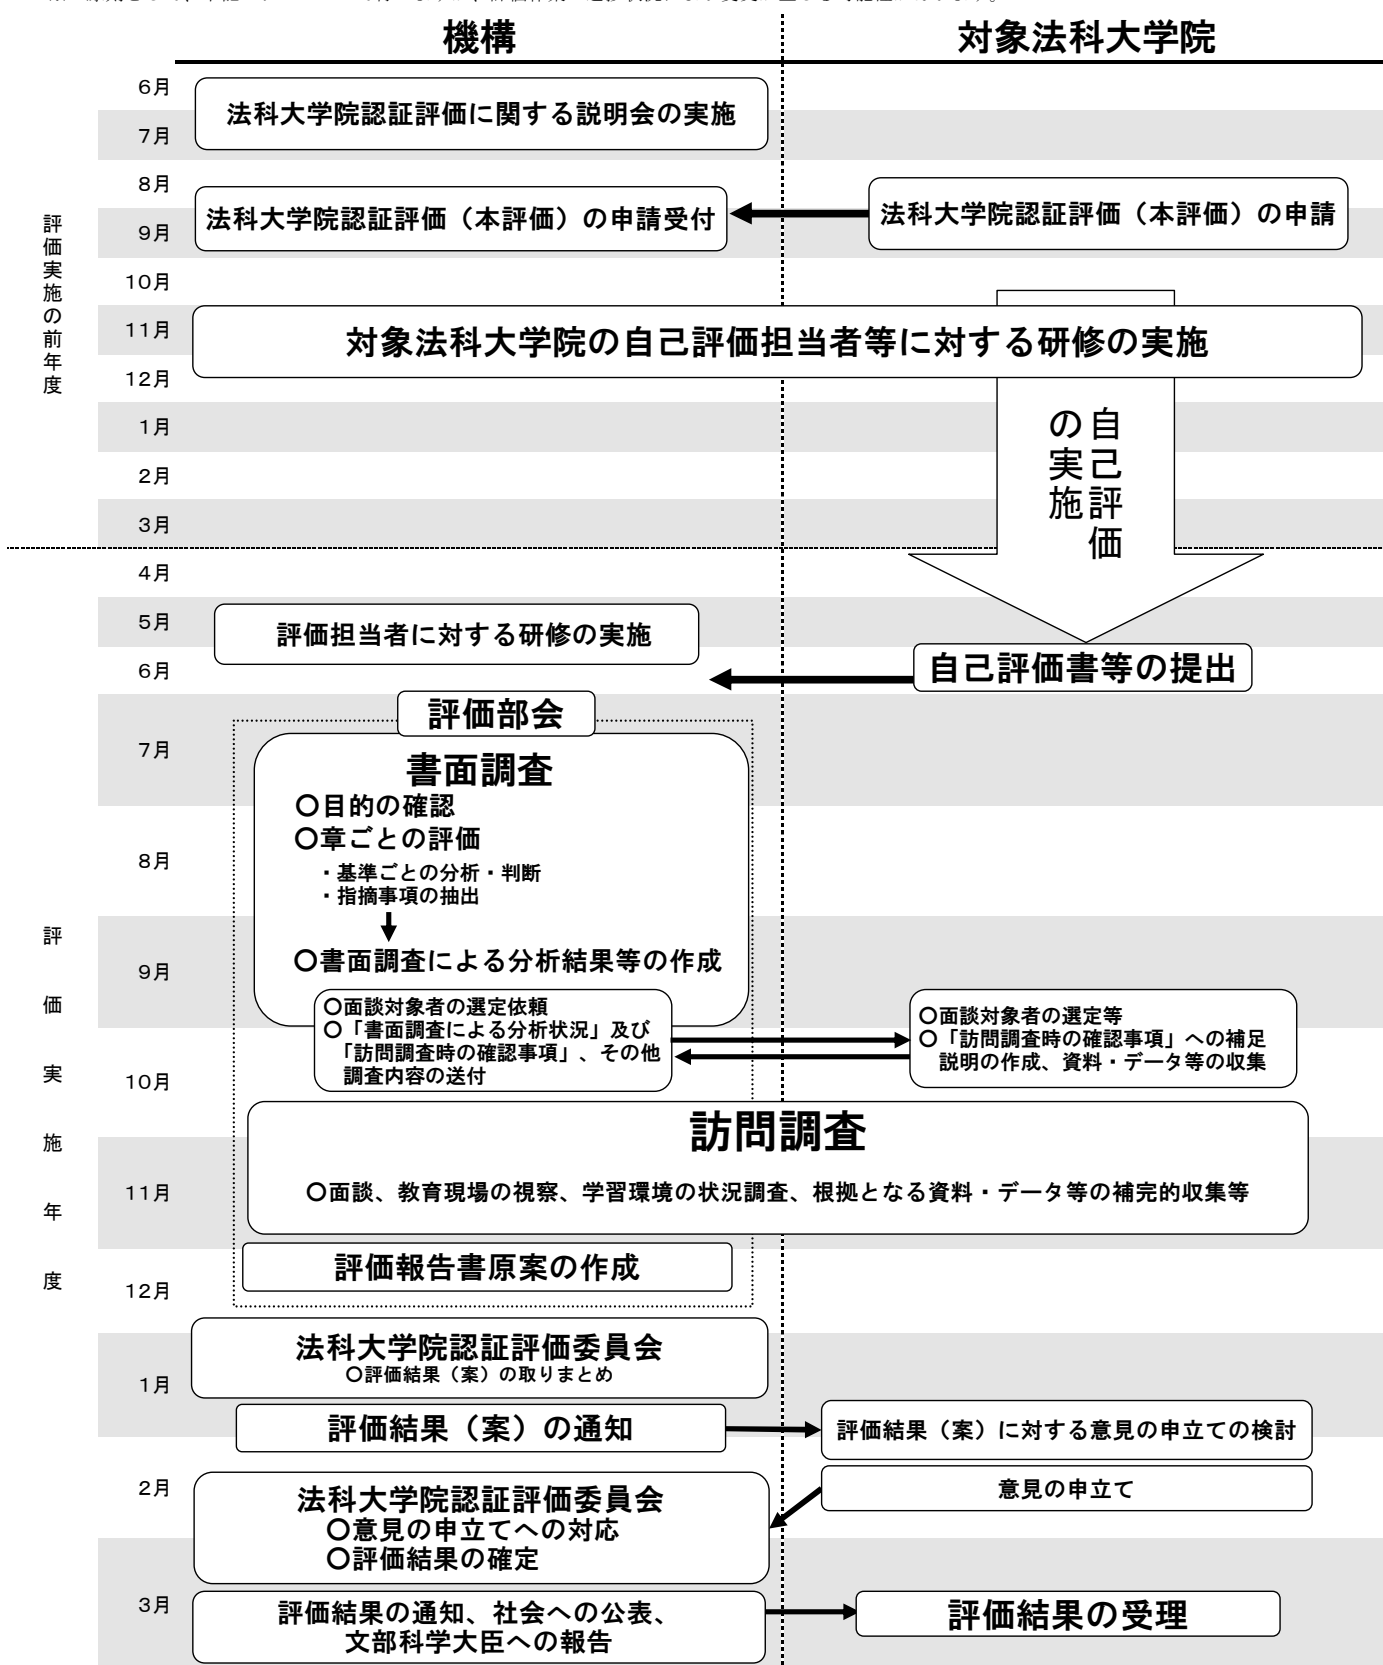 機構
対象法科大学院
評価実施の前年度
6月
7月
法科大学院認証評価に関する説明会の実施
8月
9月
法科大学院認証評価（本評価）の申請受付
法科大学院認証評価（本評価）の申請
10月
11月
12月
対象法科大学院の自己評価担当者等に対する研修の実施
1月
2月
3月
自己評価
の実施
評価実施年度
4月
5月
評価担当者に対する研修の実施
6月
自己評価書等の提出
評価部会
7月
書面調査
○目的の確認
○章ごとの評価
8月
・基準ごとの分析・判断
・指摘事項の抽出
9月
○書面調査による分析結果等の作成
○面談対象者の選定依頼
○「書面調査による分析状況」及び
「訪問調査時の確認事項」、その他
調査内容の送付
○面談対象者の選定等
○「訪問調査時の確認事項」への補足
説明の作成、資料・データ等の収集
10月
訪問調査
11月
○面談、教育現場の視察、学習環境の状況調査、根拠となる資料・データ等の補完的収集等
評価報告書原案の作成
12月
法科大学院認証評価委員会
○評価結果（案）の取りまとめ
1月
評価結果（案）の通知
評価結果（案）に対する意見の申立ての検討
2月
意見の申立て
法科大学院認証評価委員会
○意見の申立てへの対応
○評価結果の確定
3月
評価結果の通知、社会への公表、
文部科学大臣への報告
評価結果の受理